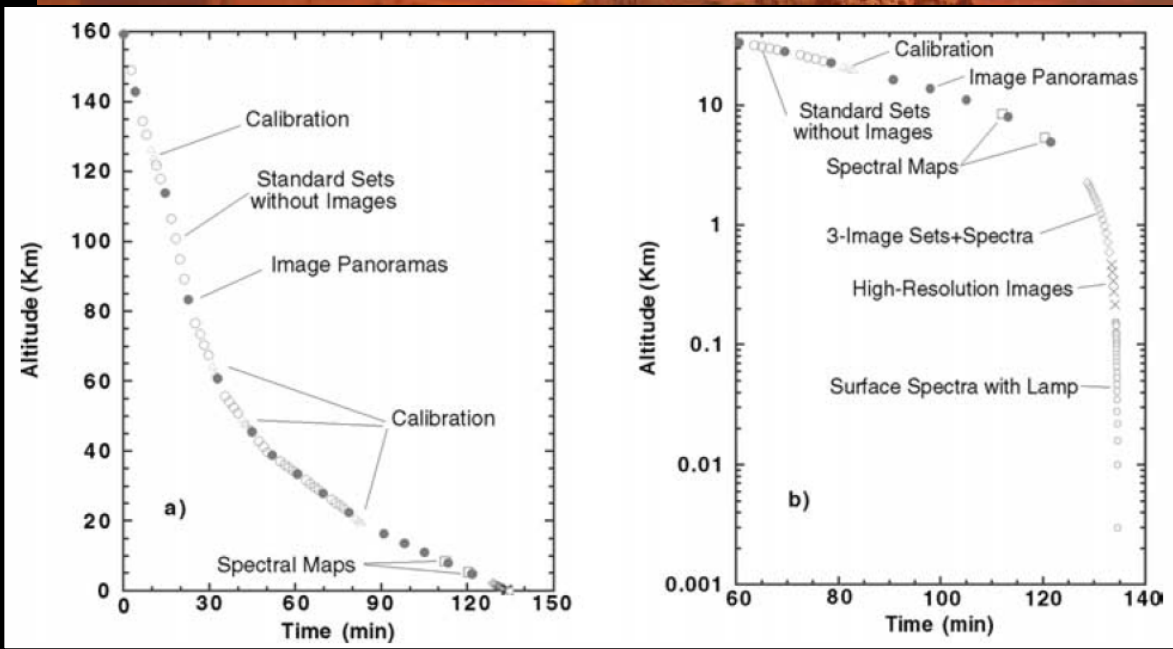 160
140
120
100
80
60
40
20
0
Altitude (Km)
Calibration
Standard Sets
without Images
Image Panoramas
Calibration
a)
Spectral Maps
0
30
60
90
120
150
Time (min)
10
1
0.1
0.01
0.001
Altitude (Km)
Calibration
Image Panoramas
Standard Sets
without Images
Spectral Maps
3-Image Sets+Spectra
High-Resolution Images
Surface Spectra with Lamp
b)
60
80
100
120
140
Time (min)